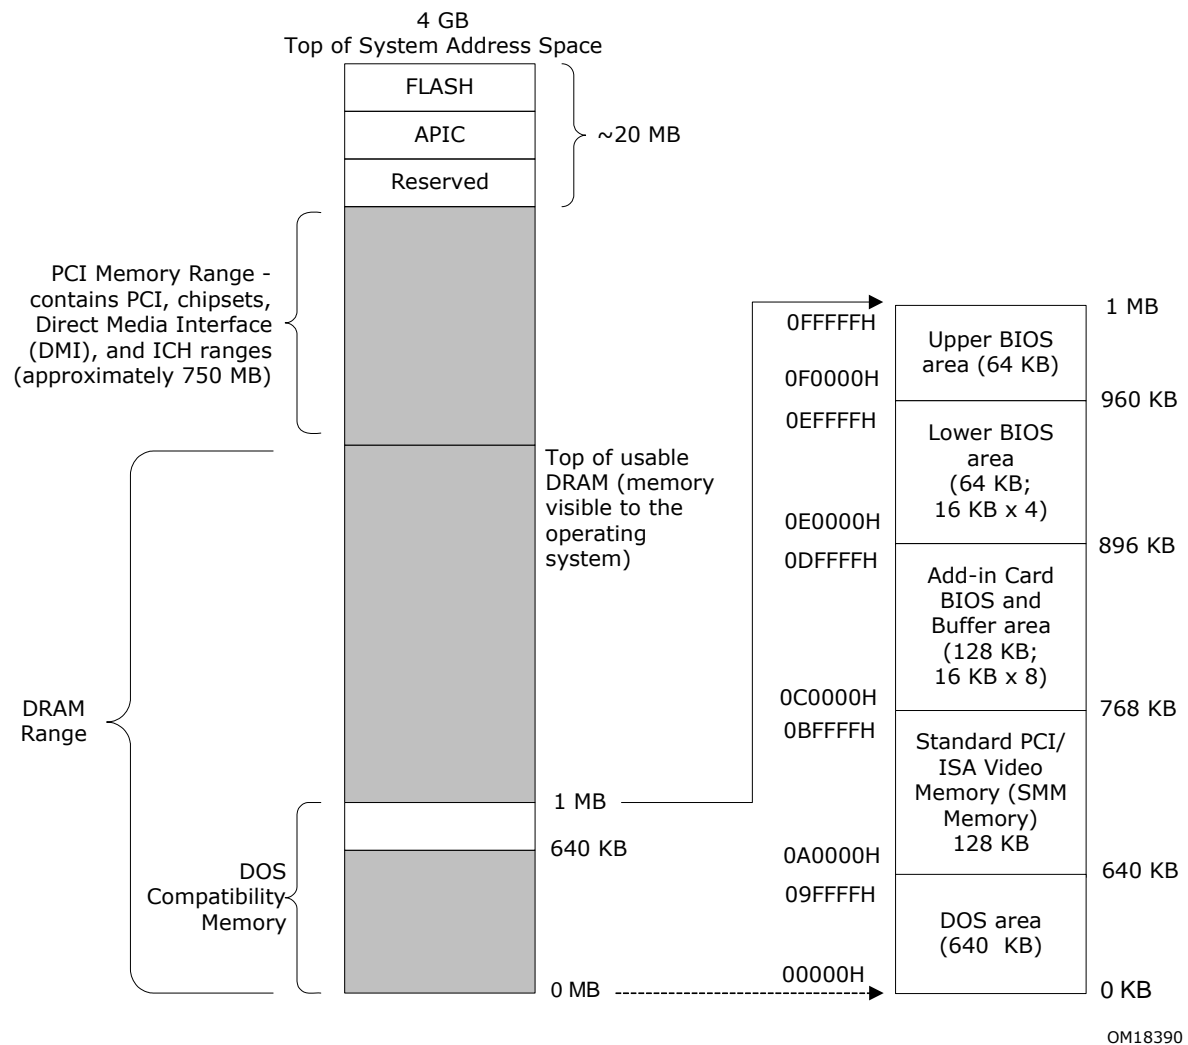 4 GB
Top of System Address Space
FLASH
APIC
Reserved
~20 MB
PCI Memory Range -
contains PCI, chipsets,
Direct Media Interface
(DMI), and ICH ranges
(approximately 750 MB)
Top of usable
DRAM (memory
visible to the
operating
system)
DRAM
Range
1 MB
640 KB
DOS
Compatibility
Memory
0 MB
0FFFFFH
0F0000H
0EFFFFH
0E0000H
0DFFFFH
0C0000H
0BFFFFH
0A0000H
09FFFFH
00000H
Upper BIOS
area (64 KB)
Lower BIOS
area
(64 KB;
16 KB x 4)
Add-in Card
BIOS and
Buffer area
(128 KB;
16 KB x 8)
Standard PCI/
ISA Video
Memory (SMM
Memory)
128 KB
DOS area
(640  KB)
1 MB
960 KB
896 KB
768 KB
640 KB
0 KB
OM18390